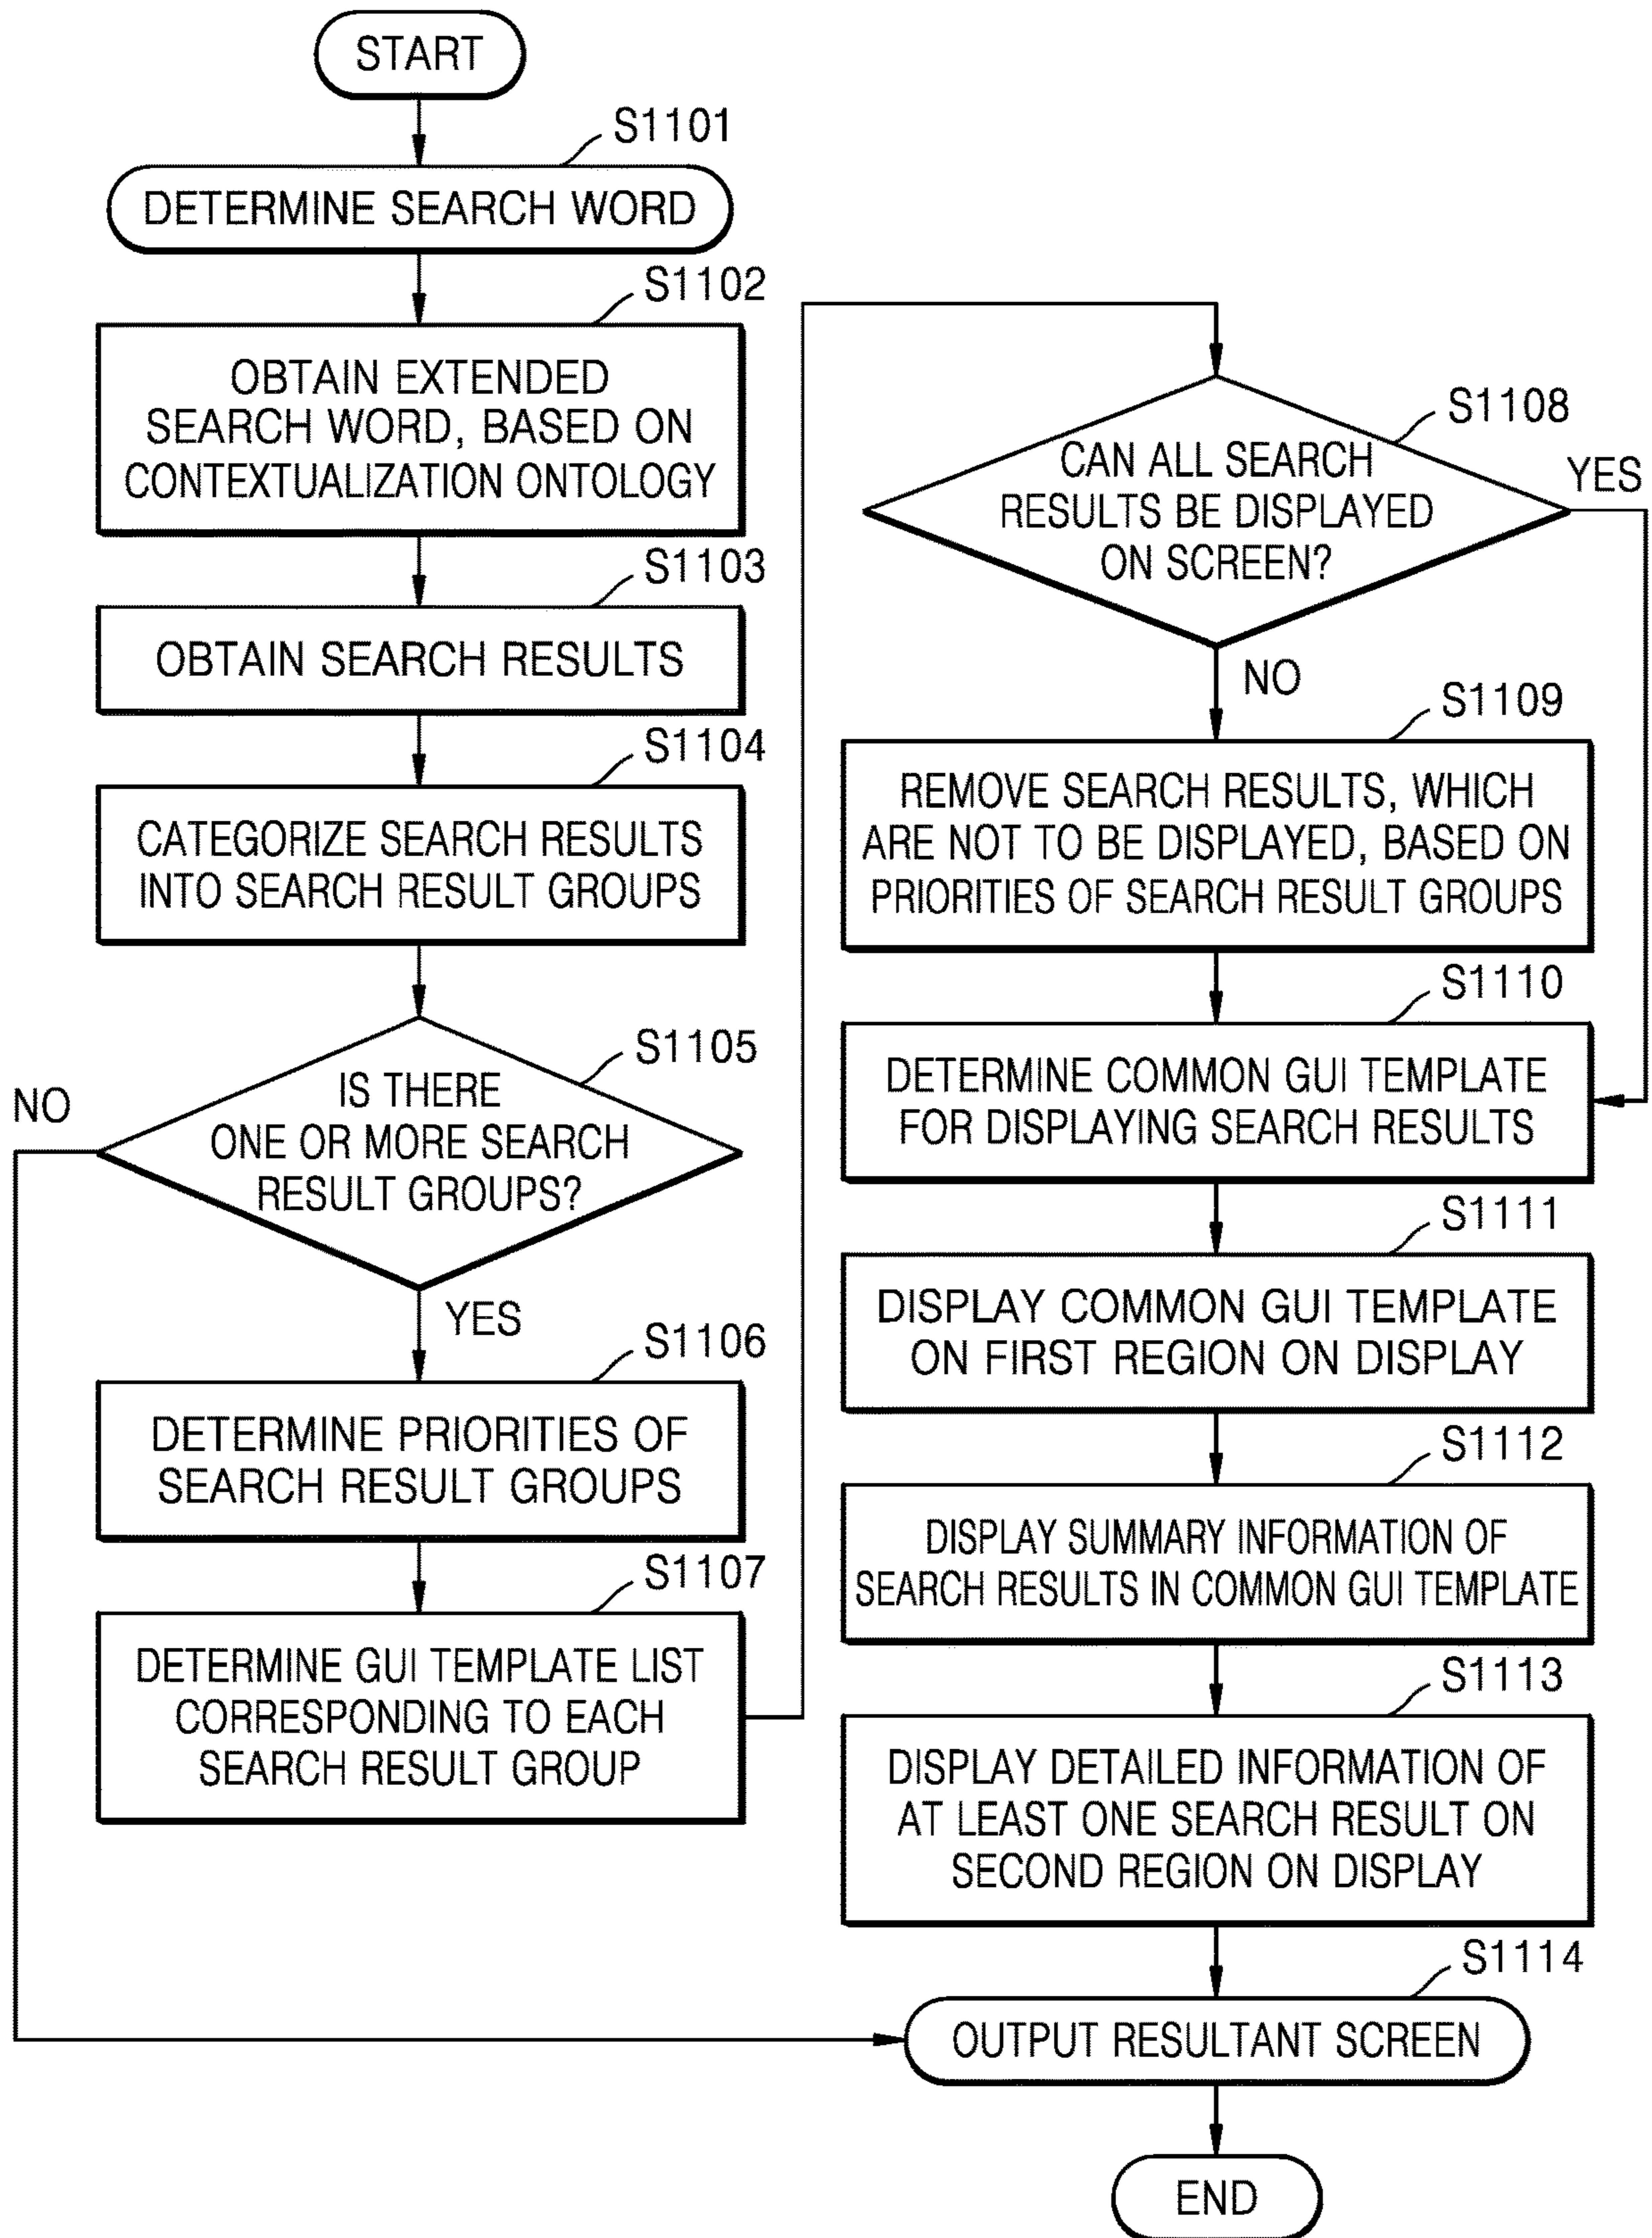 START
S1101
DETERMINE SEARCH WORD
S1102
OBTAIN EXTENDED
SEARCH WORD, BASED ON
CONTEXTUALIZATION ONTOLOGY
S1103
OBTAIN SEARCH RESULTS
S1104
CATEGORIZE SEARCH RESULTS
INTO SEARCH RESULT GROUPS
S1105
NO
IS THERE
ONE OR MORE SEARCH
RESULT GROUPS?
YES
S1106
DETERMINE PRIORITIES OF
SEARCH RESULT GROUPS
S1107
DETERMINE GUI TEMPLATE LIST
CORRESPONDING TO EACH
SEARCH RESULT GROUP
S1108
CAN ALL SEARCH
RESULTS BE DISPLAYED
ON SCREEN?
YES
NO
S1109
REMOVE SEARCH RESULTS, WHICH
ARE NOT TO BE DISPLAYED, BASED ON
PRIORITIES OF SEARCH RESULT GROUPS
S1110
DETERMINE COMMON GUI TEMPLATE
FOR DISPLAYING SEARCH RESULTS
S1111
DISPLAY COMMON GUI TEMPLATE
ON FIRST REGION ON DISPLAY
S1112
DISPLAY SUMMARY INFORMATION OF
SEARCH RESULTS IN COMMON GUI TEMPLATE
S1113
DISPLAY DETAILED INFORMATION OF
AT LEAST ONE SEARCH RESULT ON
SECOND REGION ON DISPLAY
S1114
OUTPUT RESULTANT SCREEN
END